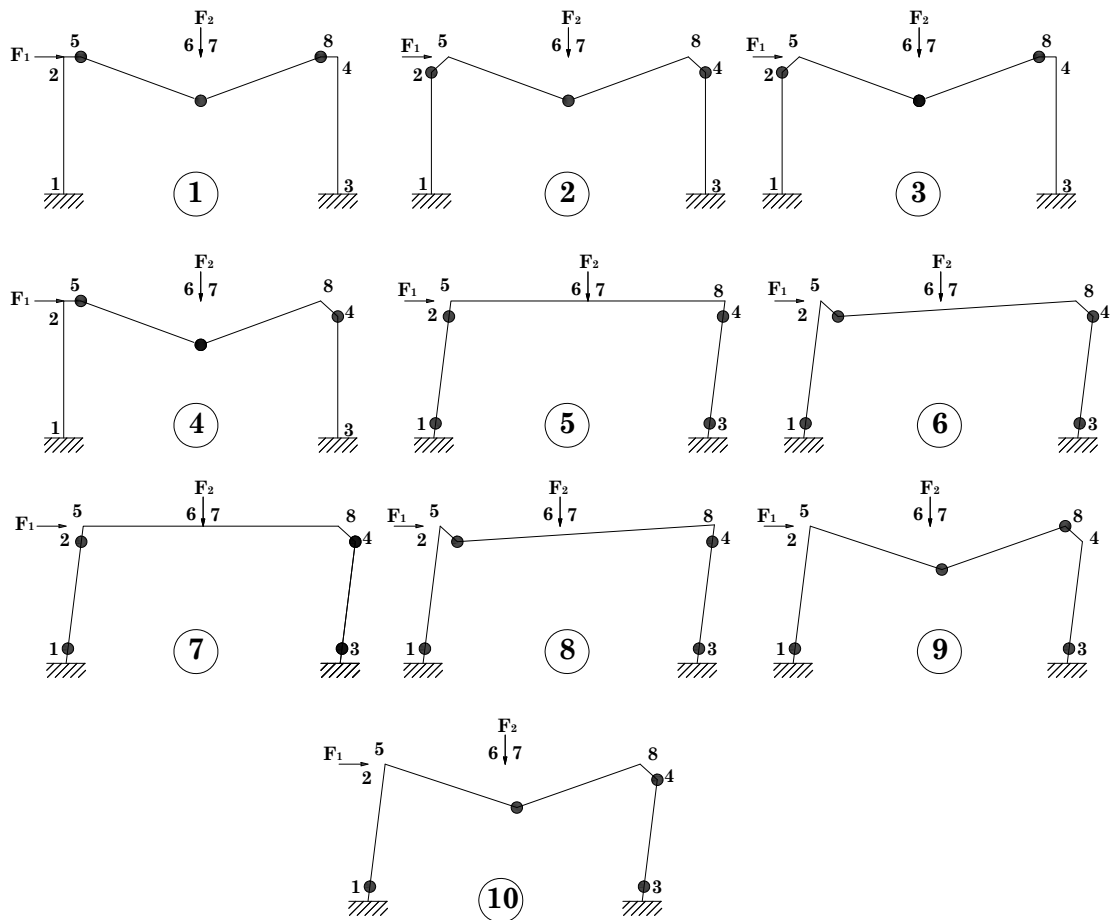 F₂ F₂ F₂
5 8 5 8 5 8
F₁ 6 7 F₁ 6 7 F₁ 6 7
2 4 2 4 2 4
1 3 1 3 1 3
1 2 3
F₂ F₂ F₂
5 6 7 5 8 5
F₁ F₁ 6 7 F₁ 6 7 8
2 4 2 4 2 4
1 3 1 3 1 3
4 5 6
F₂ F₂ F₂
5 6 7 8 5 6 7 8 5 6 7 8
F₁ F₁ F₁
2 4 2 4 2 4
1 3 1 3 1 3
7 8 9
F₂
5 6 7 8
F₁
2 4
1 3
10